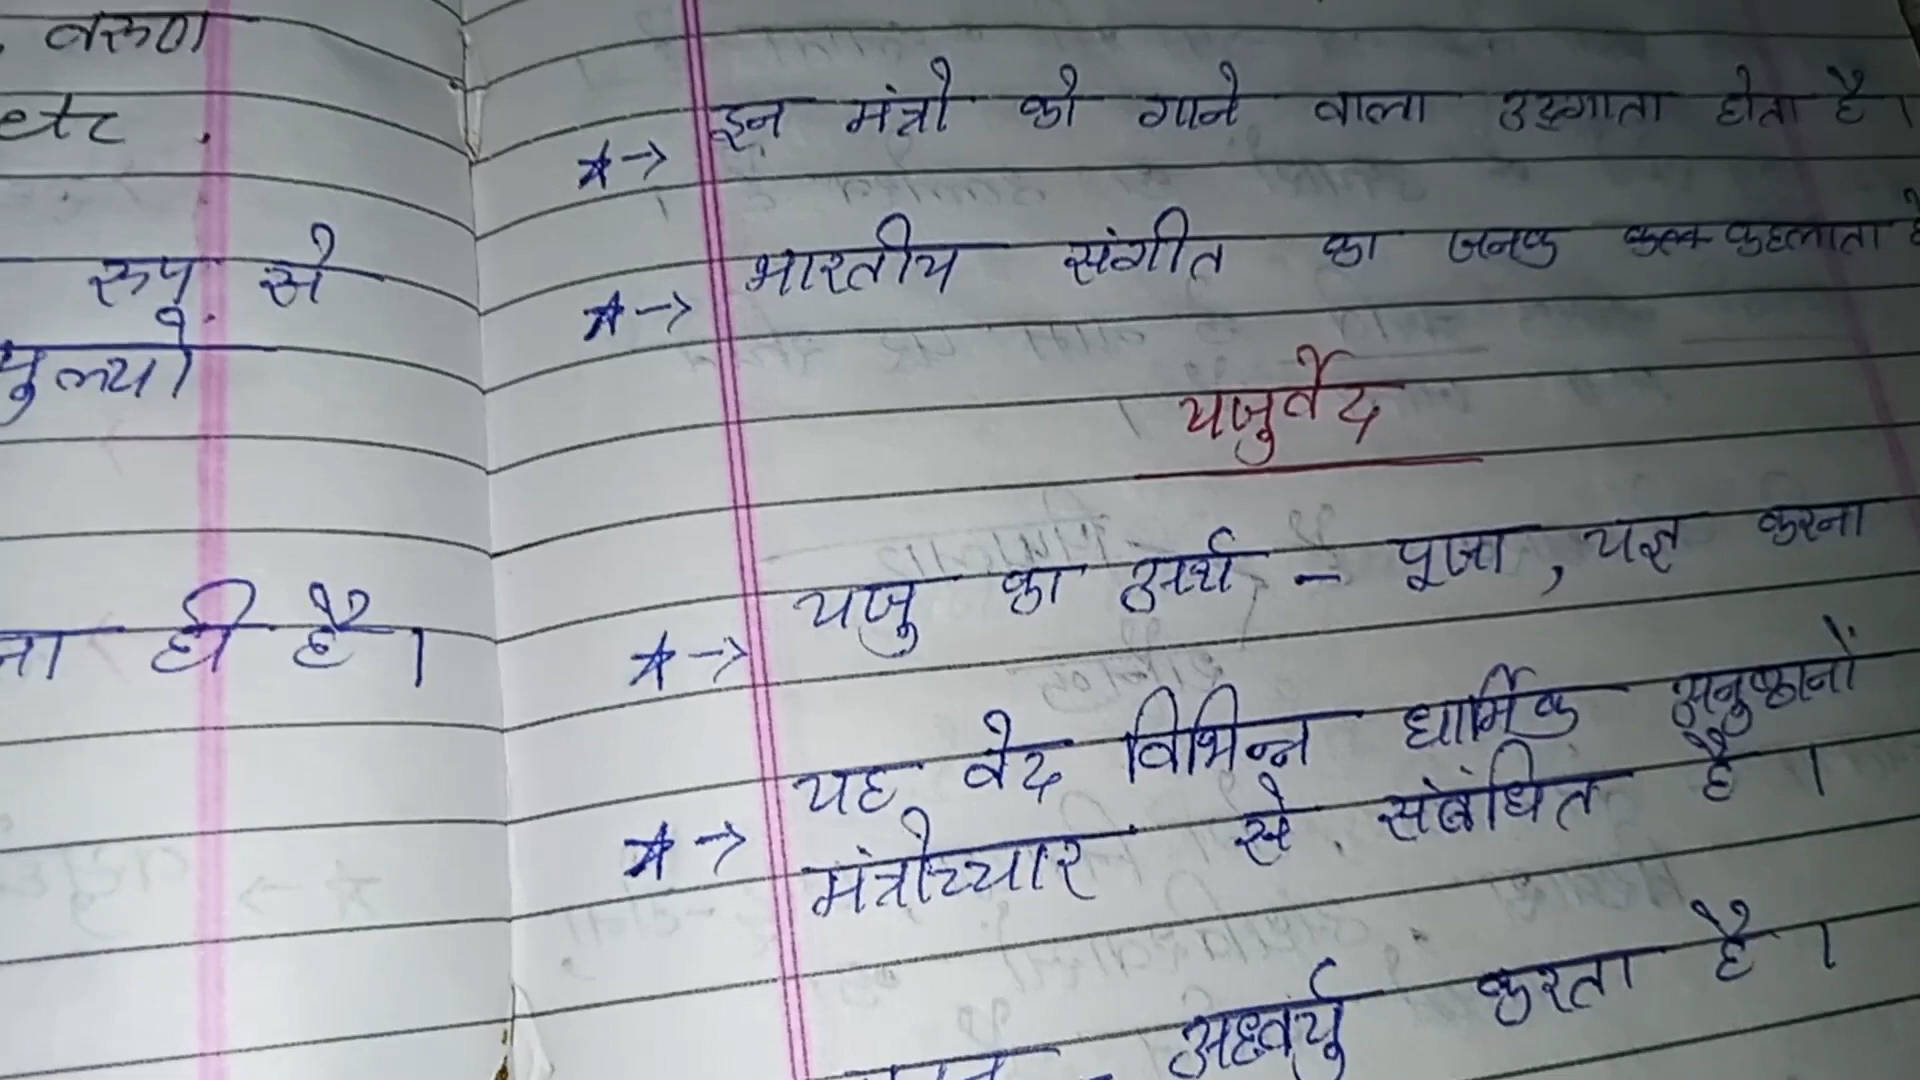 वरुण
etc.
रूप से
ना ही है।
★→ इन मंत्रो को गाने वाला उद्गाता होता है।
★→ भारतीय संगीत का जनक कहलाता है
यजुर्वेद
★→ यजु का अर्थ - पूजा, यज्ञ करना
★→ यह वेद विभिन्न धार्मिक अनुष्ठानों
मंत्रोच्चार से संबंधित है।
अध्वर्यु करता है।